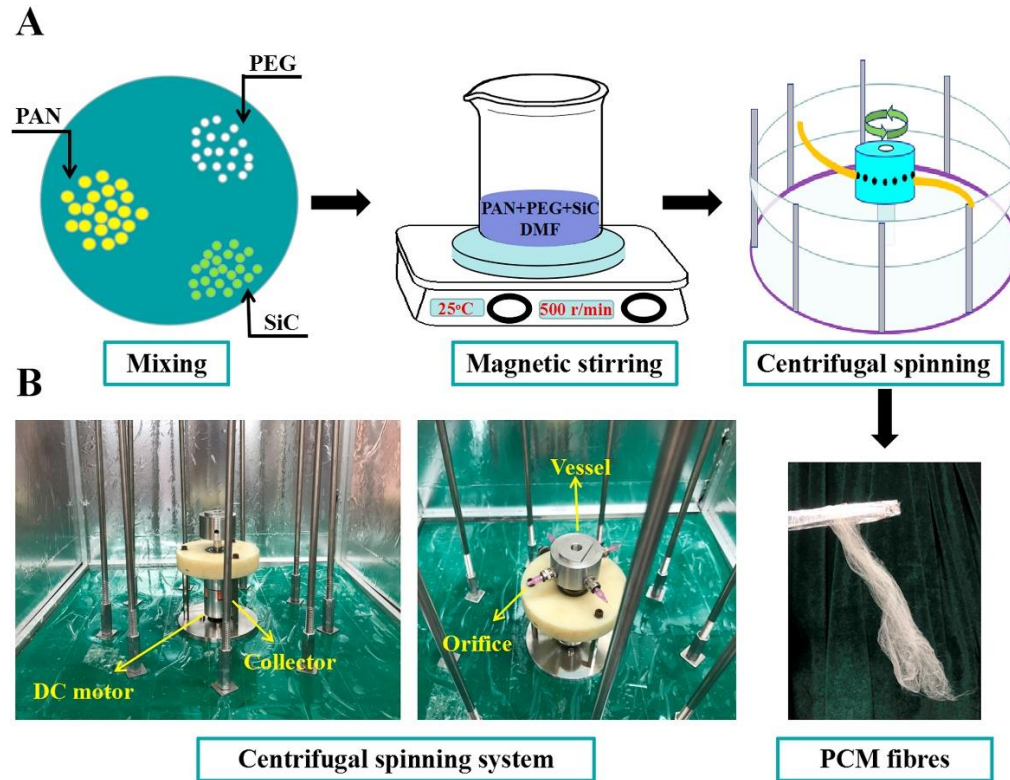 A
PEG
PAN
SiC
PAN+PEG+SiC
DMF
25°C
500 r/min
Mixing
Magnetic stirring
Centrifugal spinning
B
Vessel
Orifice
Collector
DC motor
Centrifugal spinning system
PCM fibres